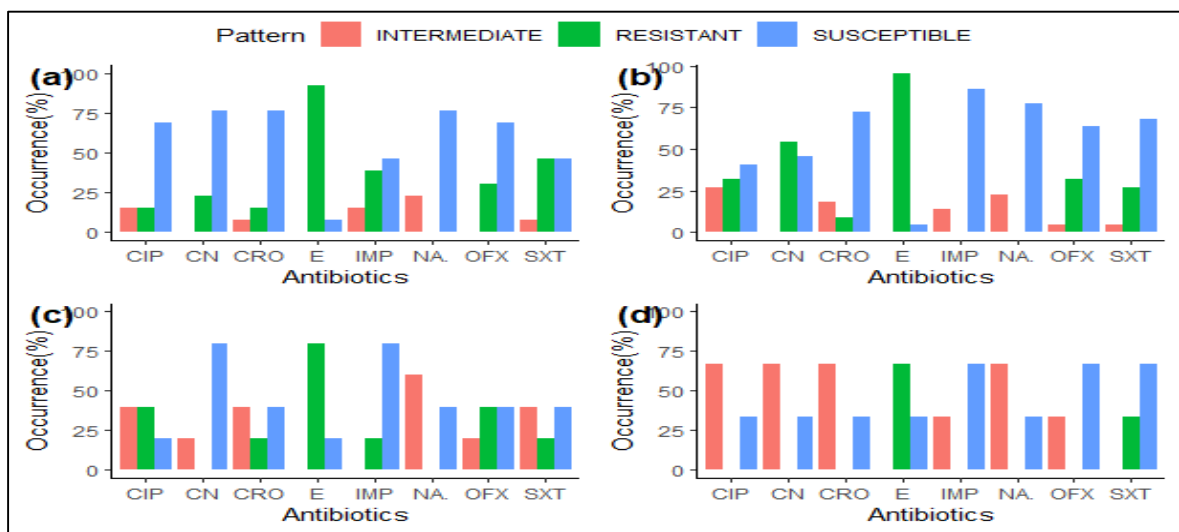 Pattern INTERMEDIATE RESISTANT SUSCEPTIBLE
(a)
Occurrence(%)
100
75
50
25
0
CIP CN CRO E IMP NA. OFX SXT
Antibiotics
(b)
Occurrence(%)
100
75
50
25
0
CIP CN CRO E IMP NA. OFX SXT
Antibiotics
(c)
Occurrence(%)
100
75
50
25
0
CIP CN CRO E IMP NA. OFX SXT
Antibiotics
(d)
Occurrence(%)
100
75
50
25
0
CIP CN CRO E IMP NA. OFX SXT
Antibiotics